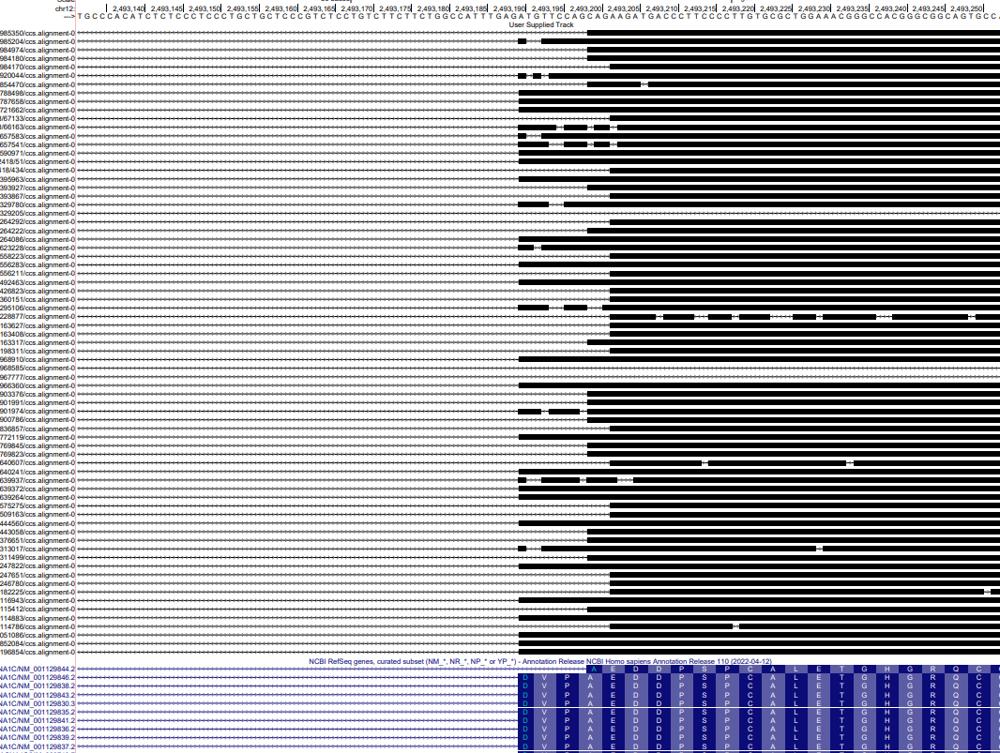 chr12: 2,493,140 2,493,145 2,493,150 2,493,155 2,493,160 2,493,165 2,493,170 2,493,175 2,493,180 2,493,185 2,493,190 2,493,195 2,493,200 2,493,205 2,493,210 2,493,215 2,493,220 2,493,225 2,493,230 2,493,235 2,493,240 2,493,245 2,493,250
--->
User Supplied Track
985350/ccs.alignment-0
985204/ccs.alignment-0
984974/ccs.alignment-0
984180/ccs.alignment-0
984170/ccs.alignment-0
920044/ccs.alignment-0
854470/ccs.alignment-0
788498/ccs.alignment-0
787658/ccs.alignment-0
721662/ccs.alignment-0
/67133/ccs.alignment-0
/66163/ccs.alignment-0
657583/ccs.alignment-0
657541/ccs.alignment-0
590971/ccs.alignment-0
2418/51/ccs.alignment-0
418/434/ccs.alignment-0
395963/ccs.alignment-0
393927/ccs.alignment-0
393867/ccs.alignment-0
329780/ccs.alignment-0
329205/ccs.alignment-0
264292/ccs.alignment-0
264222/ccs.alignment-0
264086/ccs.alignment-0
623228/ccs.alignment-0
558223/ccs.alignment-0
556283/ccs.alignment-0
556211/ccs.alignment-0
492463/ccs.alignment-0
426823/ccs.alignment-0
360151/ccs.alignment-0
295106/ccs.alignment-0
228877/ccs.alignment-0
163627/ccs.alignment-0
163408/ccs.alignment-0
163317/ccs.alignment-0
198311/ccs.alignment-0
968910/ccs.alignment-0
968585/ccs.alignment-0
967777/ccs.alignment-0
966360/ccs.alignment-0
903376/ccs.alignment-0
901991/ccs.alignment-0
901974/ccs.alignment-0
900786/ccs.alignment-0
836857/ccs.alignment-0
772119/ccs.alignment-0
769845/ccs.alignment-0
769823/ccs.alignment-0
640607/ccs.alignment-0
640241/ccs.alignment-0
639937/ccs.alignment-0
639372/ccs.alignment-0
639264/ccs.alignment-0
575275/ccs.alignment-0
509163/ccs.alignment-0
444560/ccs.alignment-0
443058/ccs.alignment-0
376651/ccs.alignment-0
313017/ccs.alignment-0
311499/ccs.alignment-0
247822/ccs.alignment-0
247651/ccs.alignment-0
246780/ccs.alignment-0
182225/ccs.alignment-0
116943/ccs.alignment-0
115412/ccs.alignment-0
114883/ccs.alignment-0
114786/ccs.alignment-0
051086/ccs.alignment-0
852084/ccs.alignment-0
196854/ccs.alignment-0
NCBI RefSeq genes, curated subset (NM_*, NR_*, NP_* or YP_*) - Annotation Release NCBI Homo sapiens Annotation Release 110 (2022-04-12)
NA1C/NM_001129844.2 A E D D P S P C A L E T G H G R Q C
NA1C/NM_001129846.2 D V P A E D D P S P C A L E T G H G R Q C
NA1C/NM_001129838.2 D V P A E D D P S P C A L E T G H G R Q C
NA1C/NM_001129843.2 D V P A E D D P S P C A L E T G H G R Q C
NA1C/NM_001129830.3 D V P A E D D P S P C A L E T G H G R Q C
NA1C/NM_001129835.2 D V P A E D D P S P C A L E T G H G R Q C
NA1C/NM_001129841.2 D V P A E D D P S P C A L E T G H G R Q C
NA1C/NM_001129836.2 D V P A E D D P S P C A L E T G H G R Q C
NA1C/NM_001129839.2 D V P A E D D P S P C A L E T G H G R Q C
NA1C/NM_001129837.2 D V P A E D D P S P C A L E T G H G R Q C